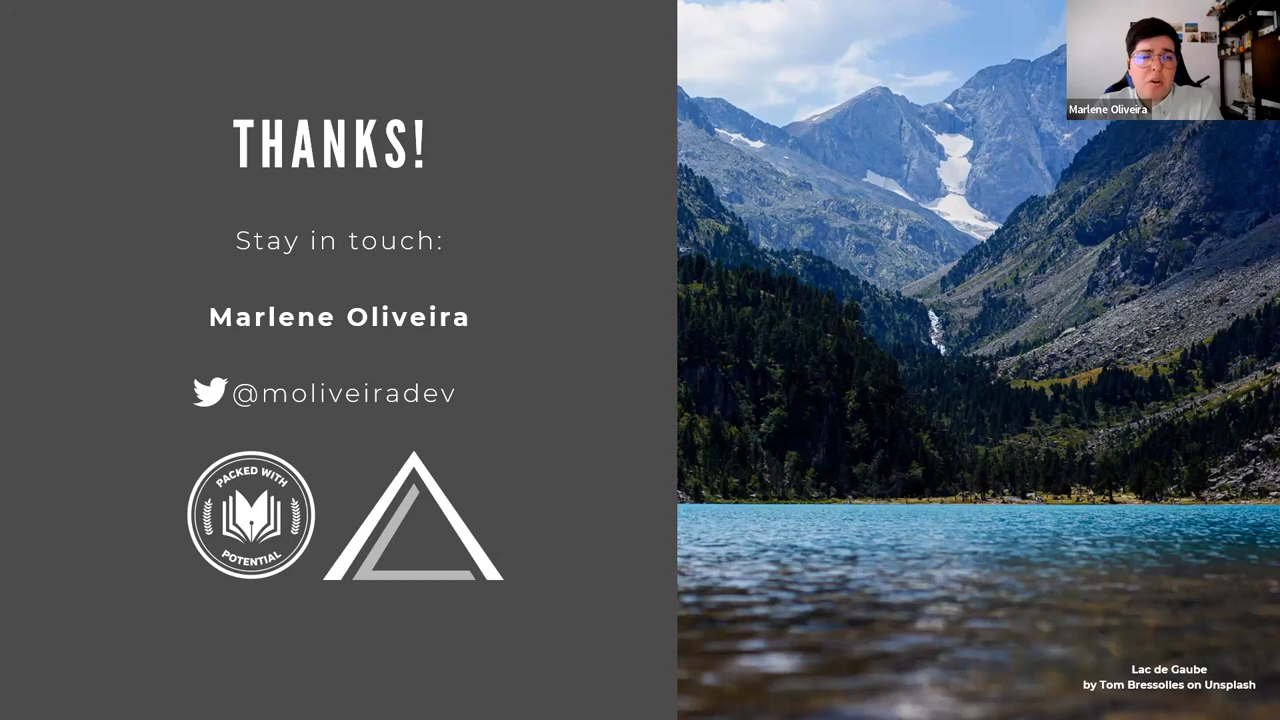 THANKS!
Stay in touch:
Marlene Oliveira
@moliveiradev
PACKED WITH
POTENTIAL
Marlene Oliveira
Lac de Gaube
by Tom Bressolles on Unsplash